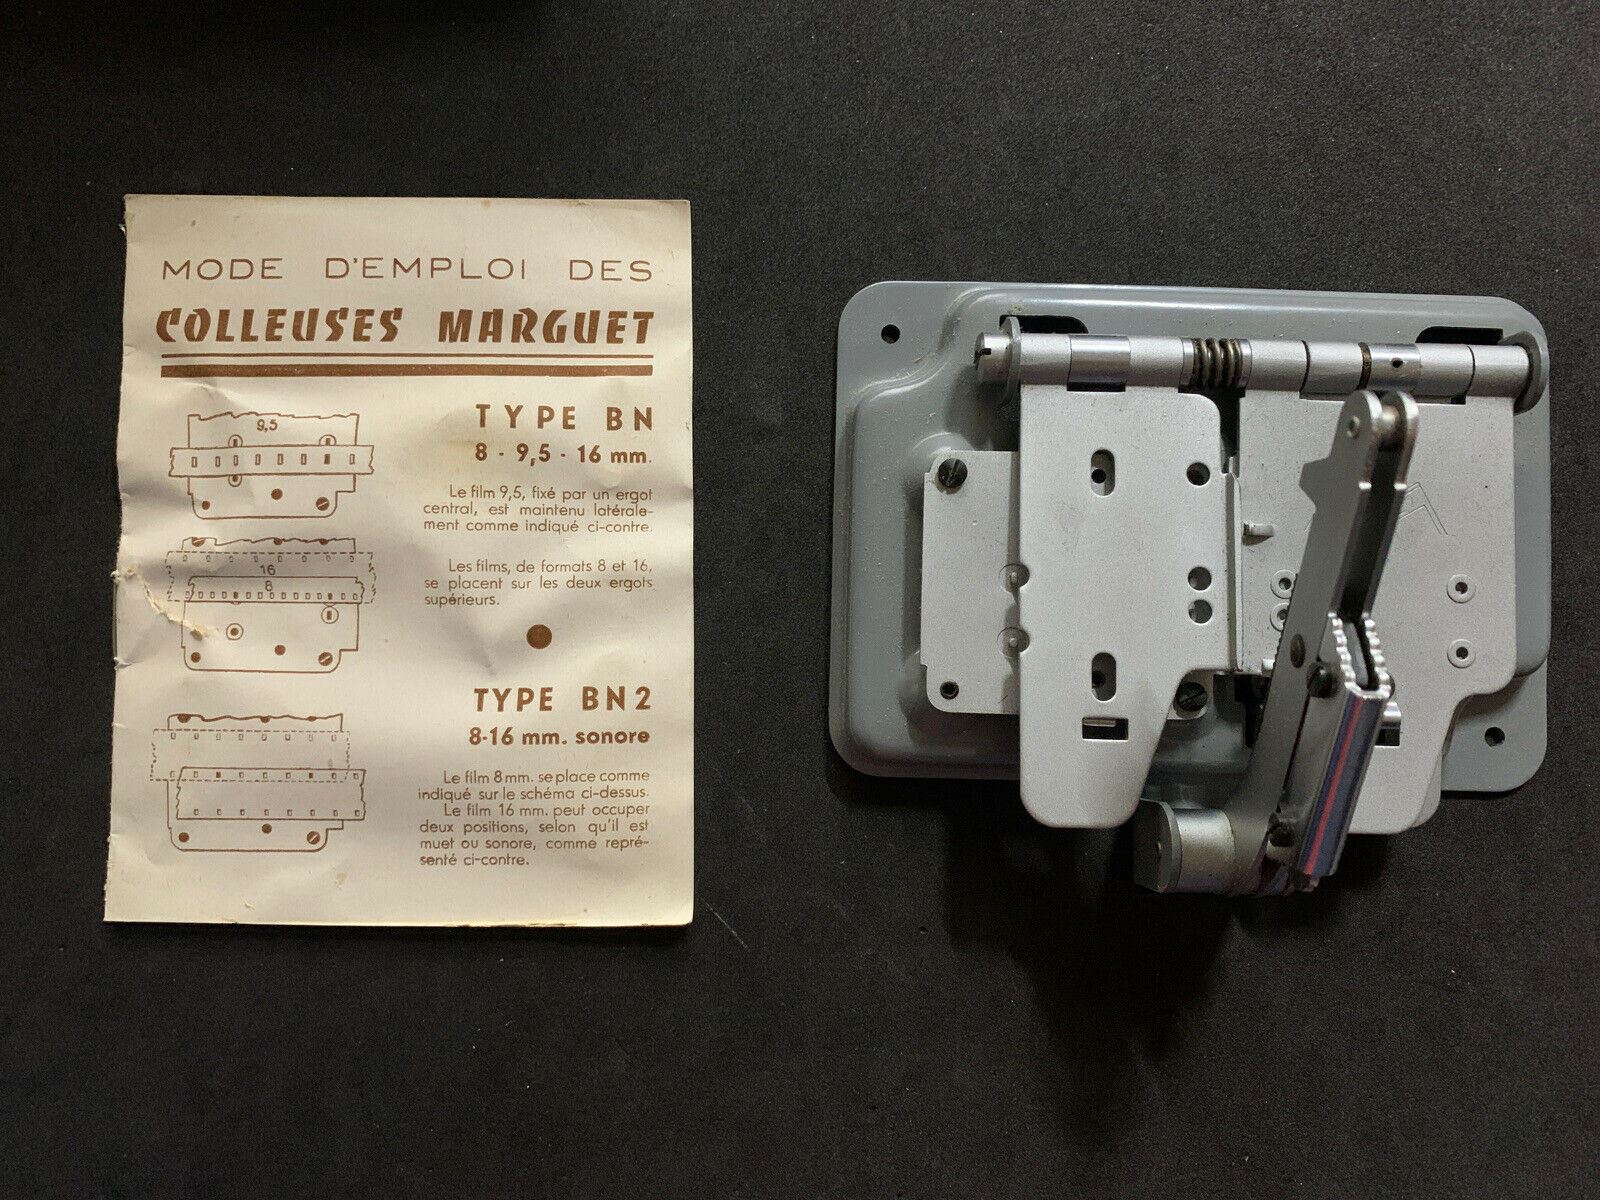 MODE D'EMPLOI DES
COLLEUSES MARGUET
TYPE BN
8 - 9,5 - 16 mm.
Le film 9,5, fixé par un ergot
central, est maintenu latérale-
ment comme indiqué ci-contre.
Les films, de formats 8 et 16,
se placent sur les deux ergots
supérieurs.
TYPE BN2
8-16 mm. sonore
Le film 8 mm. se place comme
indiqué sur le schéma ci-dessus.
Le film 16 mm. peut occuper
deux positions, selon qu'il est
muet ou sonore, comme repré-
senté ci-contre.
9,5
16
8